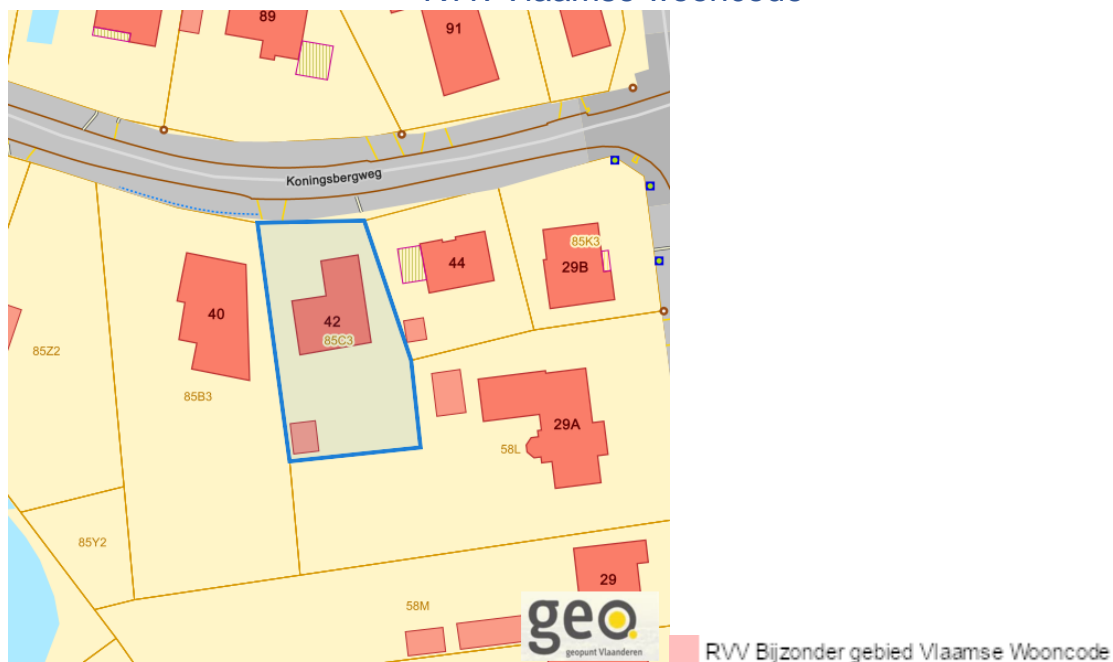 89
91
Koningsbergweg
85K3
44
29B
40
42
85C3
85Z2
85B3
29A
58L
85Y2
29
58M
geo
geopunt Vlaanderen
RVV Bijzonder gebied Vlaamse Wooncode